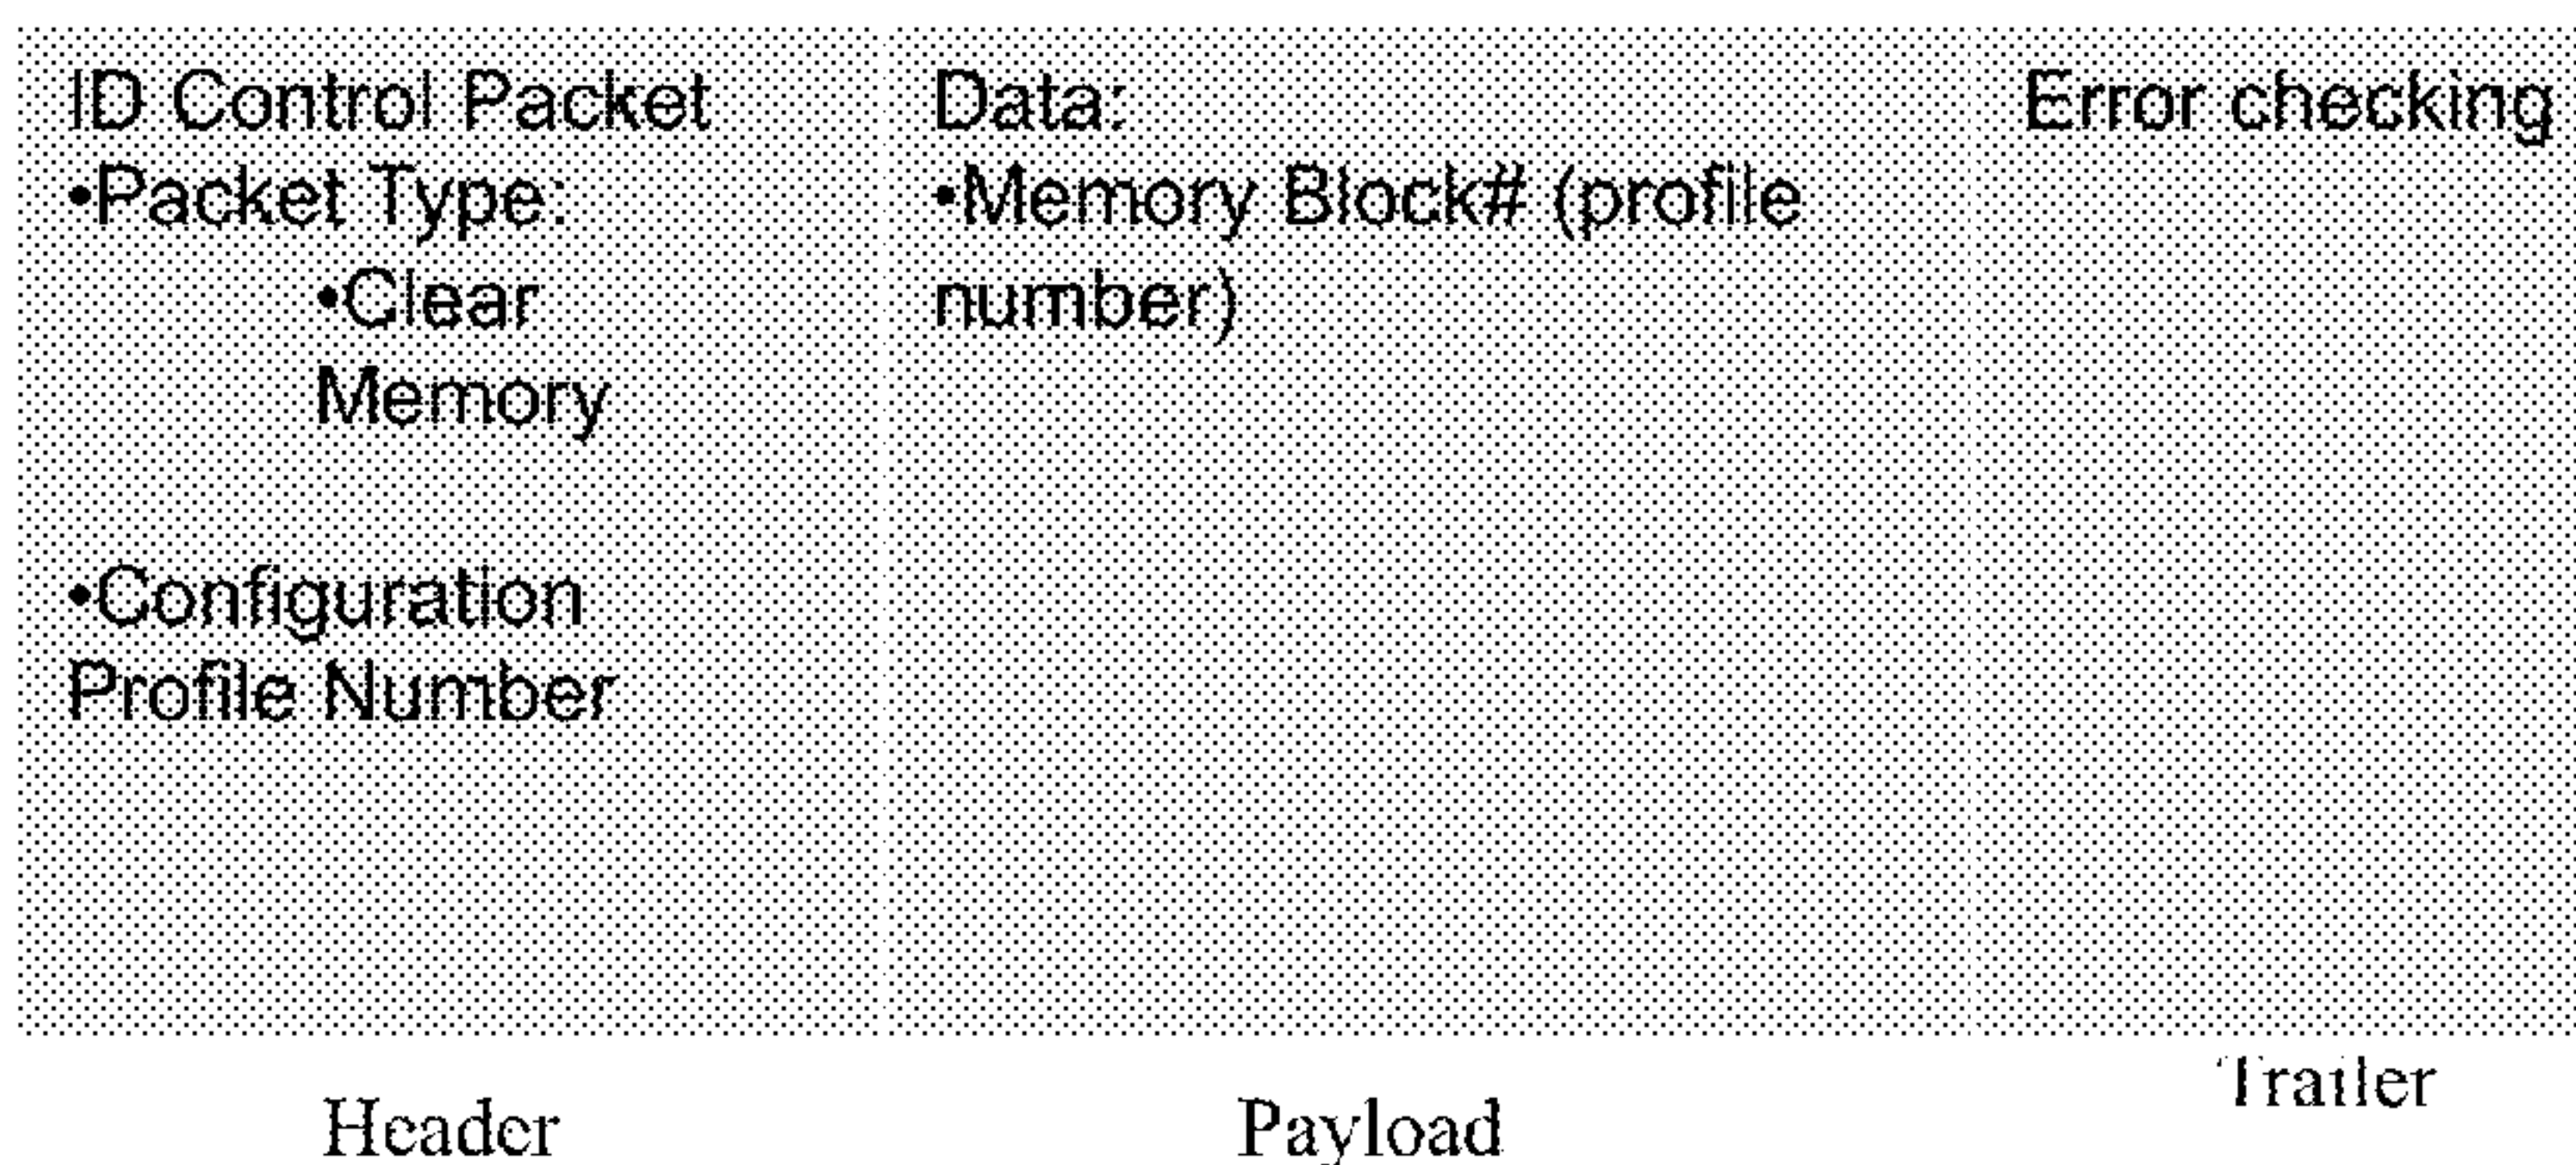 ID Control Packet
•Packet Type:
•Clear
Memory
•Configuration
Profile Number
Data:
•Memory Block# (profile
number)
Error checking
Header
Payload
Trailer